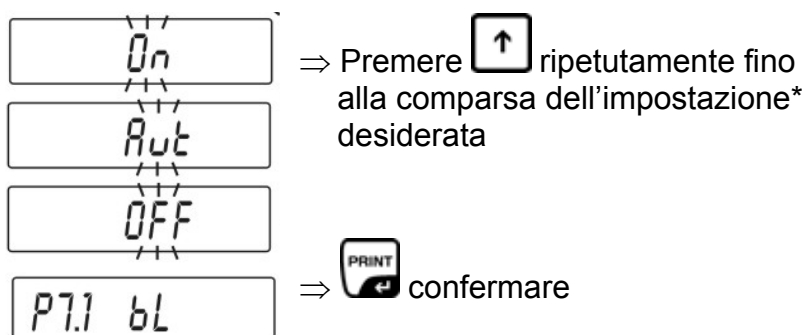 On
⇒ Premere ↑ ripetutamente fino
alla comparsa dell'impostazione*
desiderata
Aut
OFF
PRINT
⇒ confermare
P7.1 bL